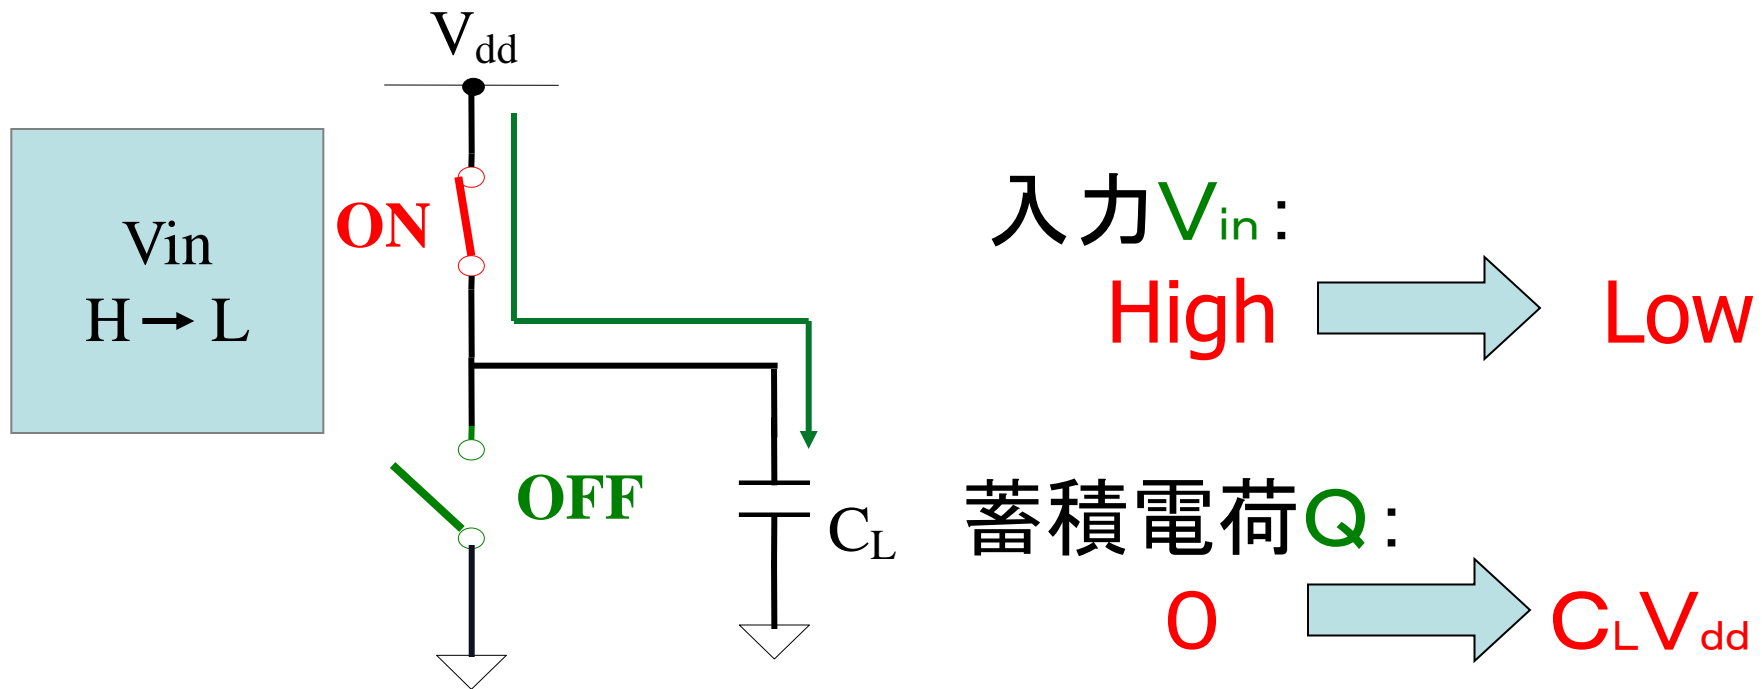 Vdd
Vin
H → L
ON
OFF
CL
入力Vin:
High Low
蓄積電荷Q:
0 CLVdd